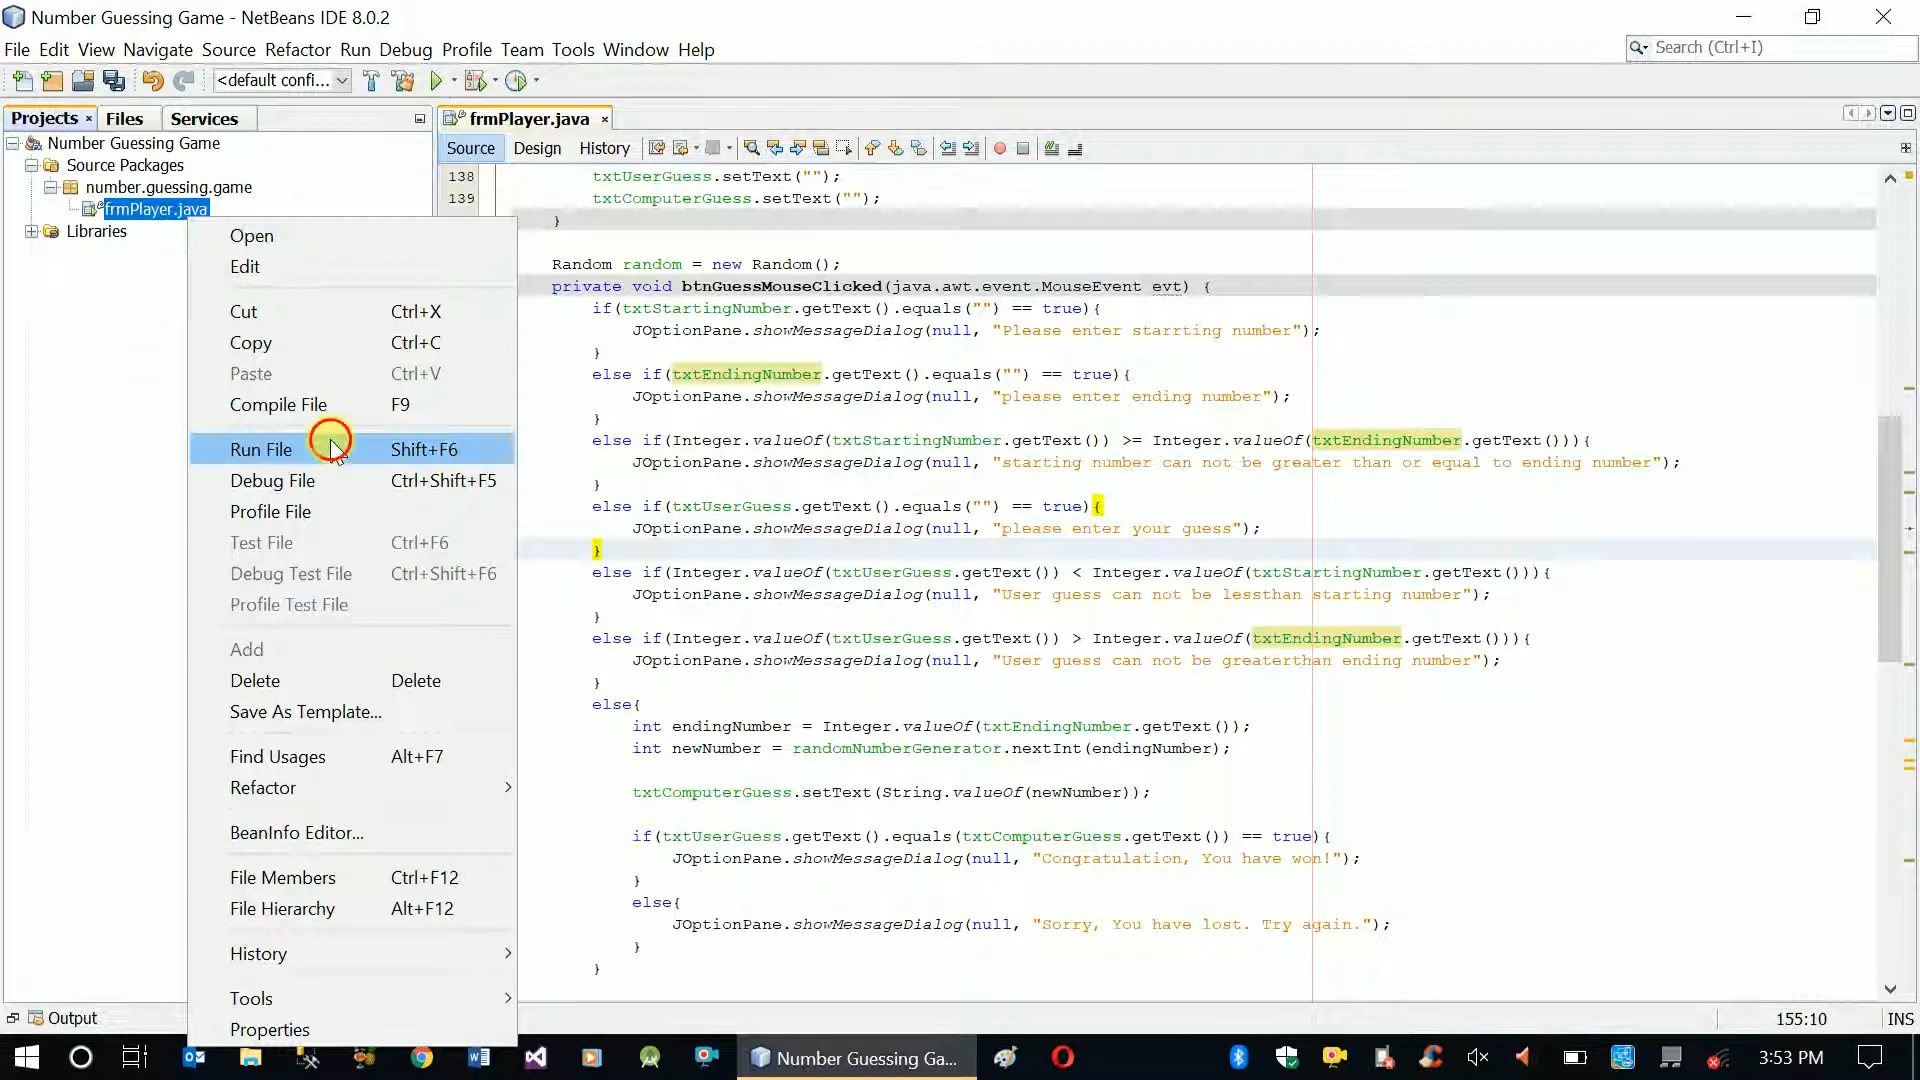 Number Guessing Game - NetBeans IDE 8.0.2
File Edit View Navigate Source Refactor Run Debug Profile Team Tools Window Help
Search (Ctrl+I)
<default confi...
Projects Files Services
frmPlayer.java
Number Guessing Game
Source Packages
number.guessing.game
frmPlayer.java
Libraries
Source Design History
Open
Edit
Cut Ctrl+X
Copy Ctrl+C
Paste Ctrl+V
Compile File F9
Run File Shift+F6
Debug File Ctrl+Shift+F5
Profile File
Test File Ctrl+F6
Debug Test File Ctrl+Shift+F6
Profile Test File
Add
Delete Delete
Save As Template...
Find Usages Alt+F7
Refactor
BeanInfo Editor...
File Members Ctrl+F12
File Hierarchy Alt+F12
History
Tools
Properties
138 txtUserGuess.setText("");
139 txtComputerGuess.setText("");
}
Random random = new Random();
private void btnGuessMouseClicked(java.awt.event.MouseEvent evt) {
if(txtStartingNumber.getText().equals("") == true){
JOptionPane.showMessageDialog(null, "Please enter starrting number");
}
else if(txtEndingNumber.getText().equals("") == true){
JOptionPane.showMessageDialog(null, "please enter ending number");
}
else if(Integer.valueOf(txtStartingNumber.getText()) >= Integer.valueOf(txtEndingNumber.getText())){
JOptionPane.showMessageDialog(null, "starting number can not be greater than or equal to ending number");
}
else if(txtUserGuess.getText().equals("") == true){
JOptionPane.showMessageDialog(null, "please enter your guess");
}
else if(Integer.valueOf(txtUserGuess.getText()) < Integer.valueOf(txtStartingNumber.getText())){
JOptionPane.showMessageDialog(null, "User guess can not be lessthan starting number");
}
else if(Integer.valueOf(txtUserGuess.getText()) > Integer.valueOf(txtEndingNumber.getText())){
JOptionPane.showMessageDialog(null, "User guess can not be greaterthan ending number");
}
else{
int endingNumber = Integer.valueOf(txtEndingNumber.getText());
int newNumber = randomNumberGenerator.nextInt(endingNumber);
txtComputerGuess.setText(String.valueOf(newNumber));
if(txtUserGuess.getText().equals(txtComputerGuess.getText()) == true){
JOptionPane.showMessageDialog(null, "Congratulation, You have won!");
}
else{
JOptionPane.showMessageDialog(null, "Sorry, You have lost. Try again.");
}
}
Output
155:10 INS
Number Guessing Ga...
3:53 PM